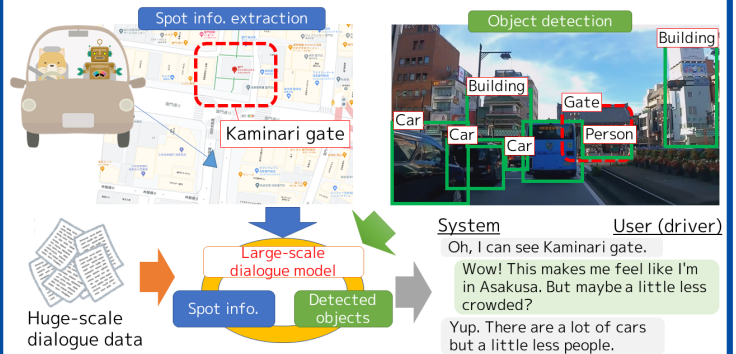 Spot info. extraction
Object detection
Kaminari gate
Building
Building
Gate
Person
Car
Car
Car
Huge-scale
dialogue data
Large-scale
dialogue model
Spot info.
Detected
objects
System
User (driver)
Oh, I can see Kaminari gate.
Wow! This makes me feel like I'm
in Asakusa. But maybe a little less
crowded?
Yup. There are a lot of cars
but a little less people.